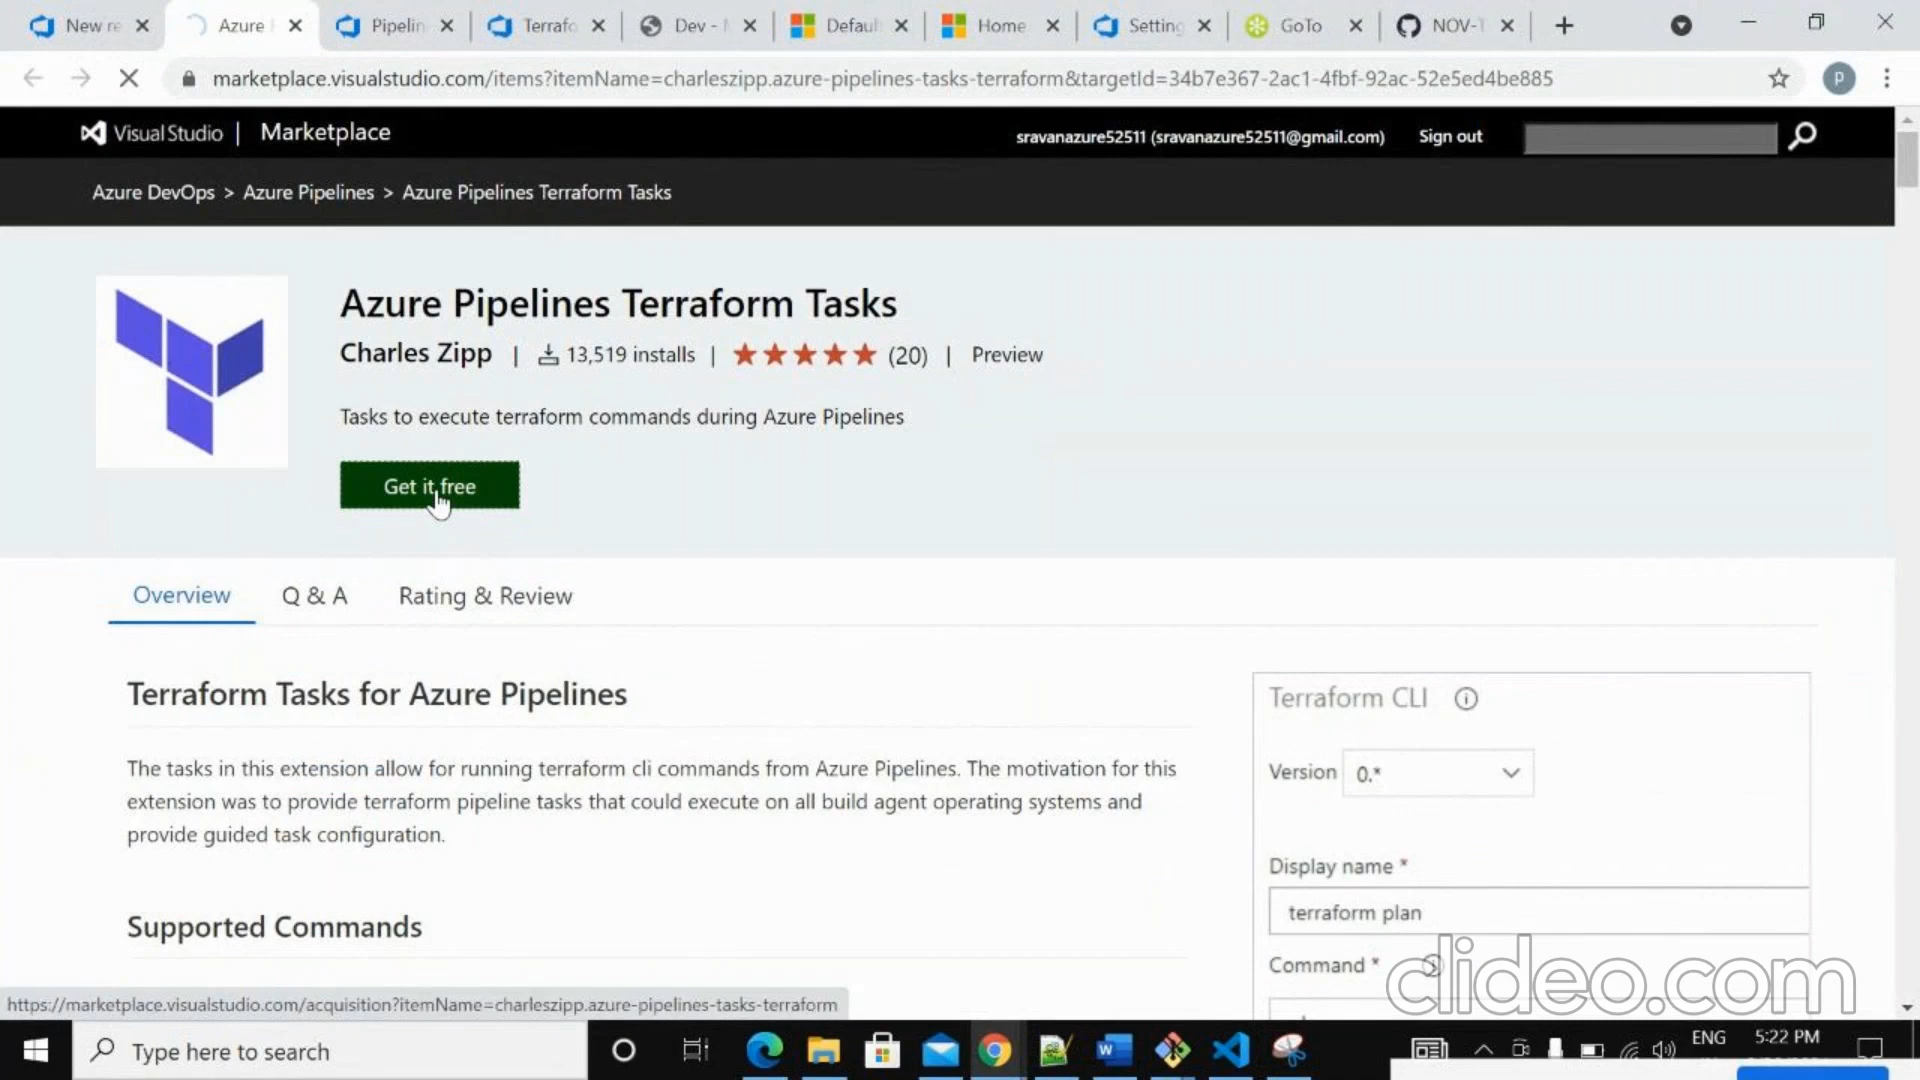 New re
Azure
Pipelin
Terrafo
Dev -
Defaul
Home
Setting
GoTo
NOV-
marketplace.visualstudio.com/items?itemName=charleszipp.azure-pipelines-tasks-terraform&targetId=34b7e367-2ac1-4fbf-92ac-52e5ed4be885
P
Visual Studio | Marketplace
sravanazure52511 (sravanazure52511@gmail.com)
Sign out
Azure DevOps > Azure Pipelines > Azure Pipelines Terraform Tasks
Azure Pipelines Terraform Tasks
Charles Zipp | 13,519 installs | (20) | Preview
Tasks to execute terraform commands during Azure Pipelines
Get it free
Overview
Q & A
Rating & Review
Terraform Tasks for Azure Pipelines
The tasks in this extension allow for running terraform cli commands from Azure Pipelines. The motivation for this
extension was to provide terraform pipeline tasks that could execute on all build agent operating systems and
provide guided task configuration.
Supported Commands
Terraform CLI
Version 0.*
Display name *
terraform plan
Command *
clideo.com
https://marketplace.visualstudio.com/acquisition?itemName=charleszipp.azure-pipelines-tasks-terraform
Type here to search
ENG
5:22 PM